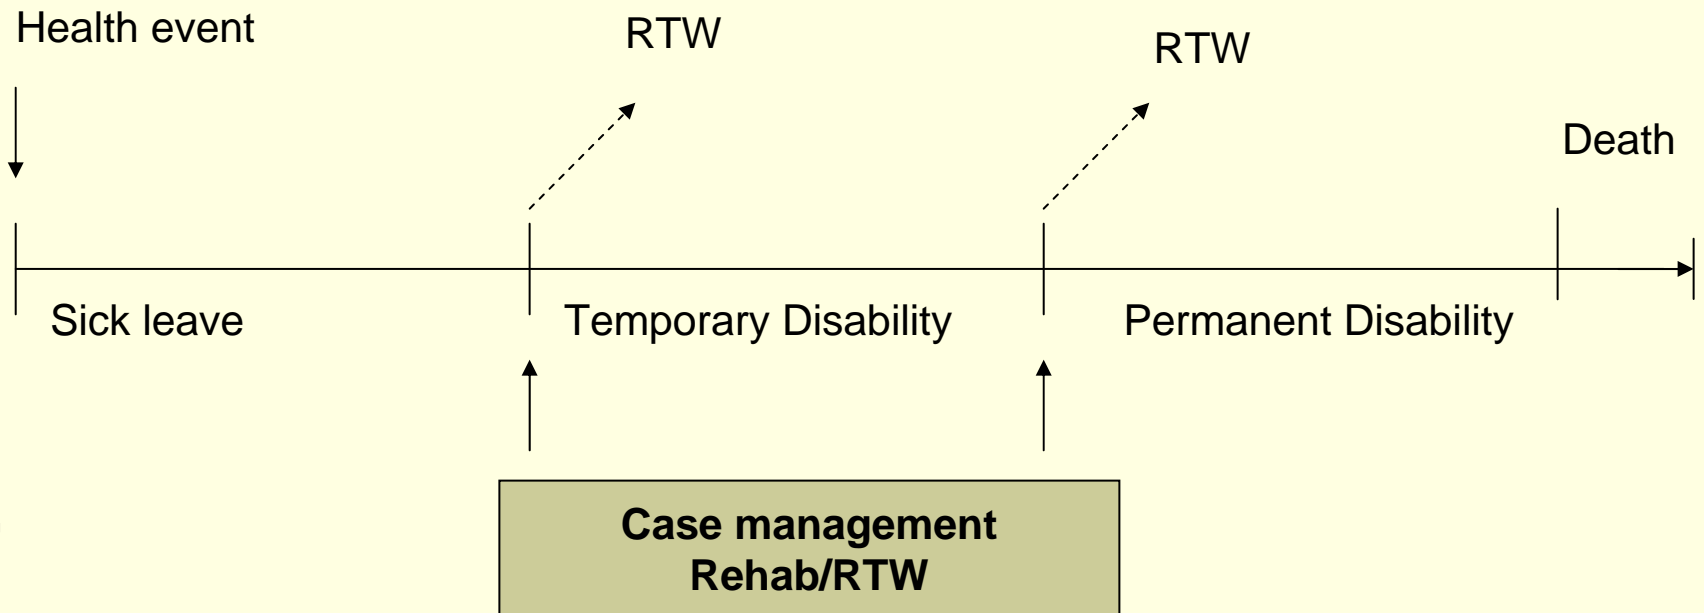 Health event
RTW
RTW
Death
Sick leave
Temporary Disability
Permanent Disability
Case management
Rehab/RTW